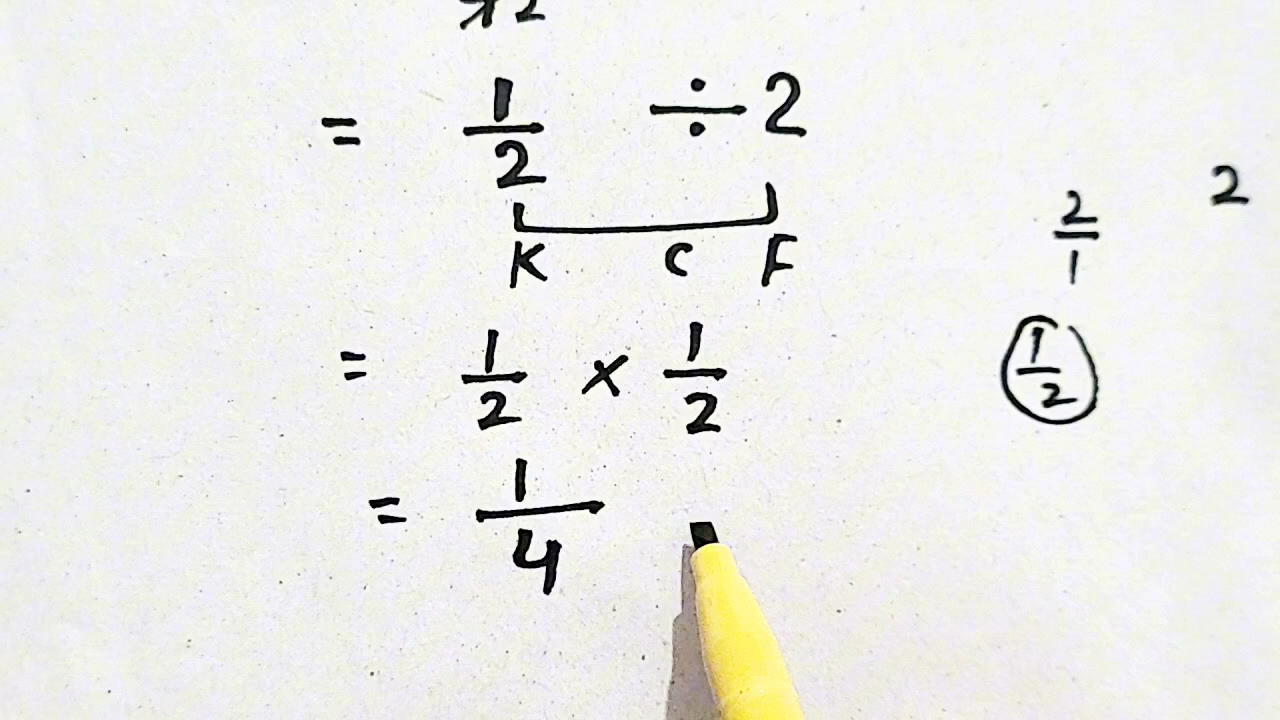 = 1/2 ÷ 2
K C F
= 1/2 × 1/2
= 1/4
2
2/1
1/2